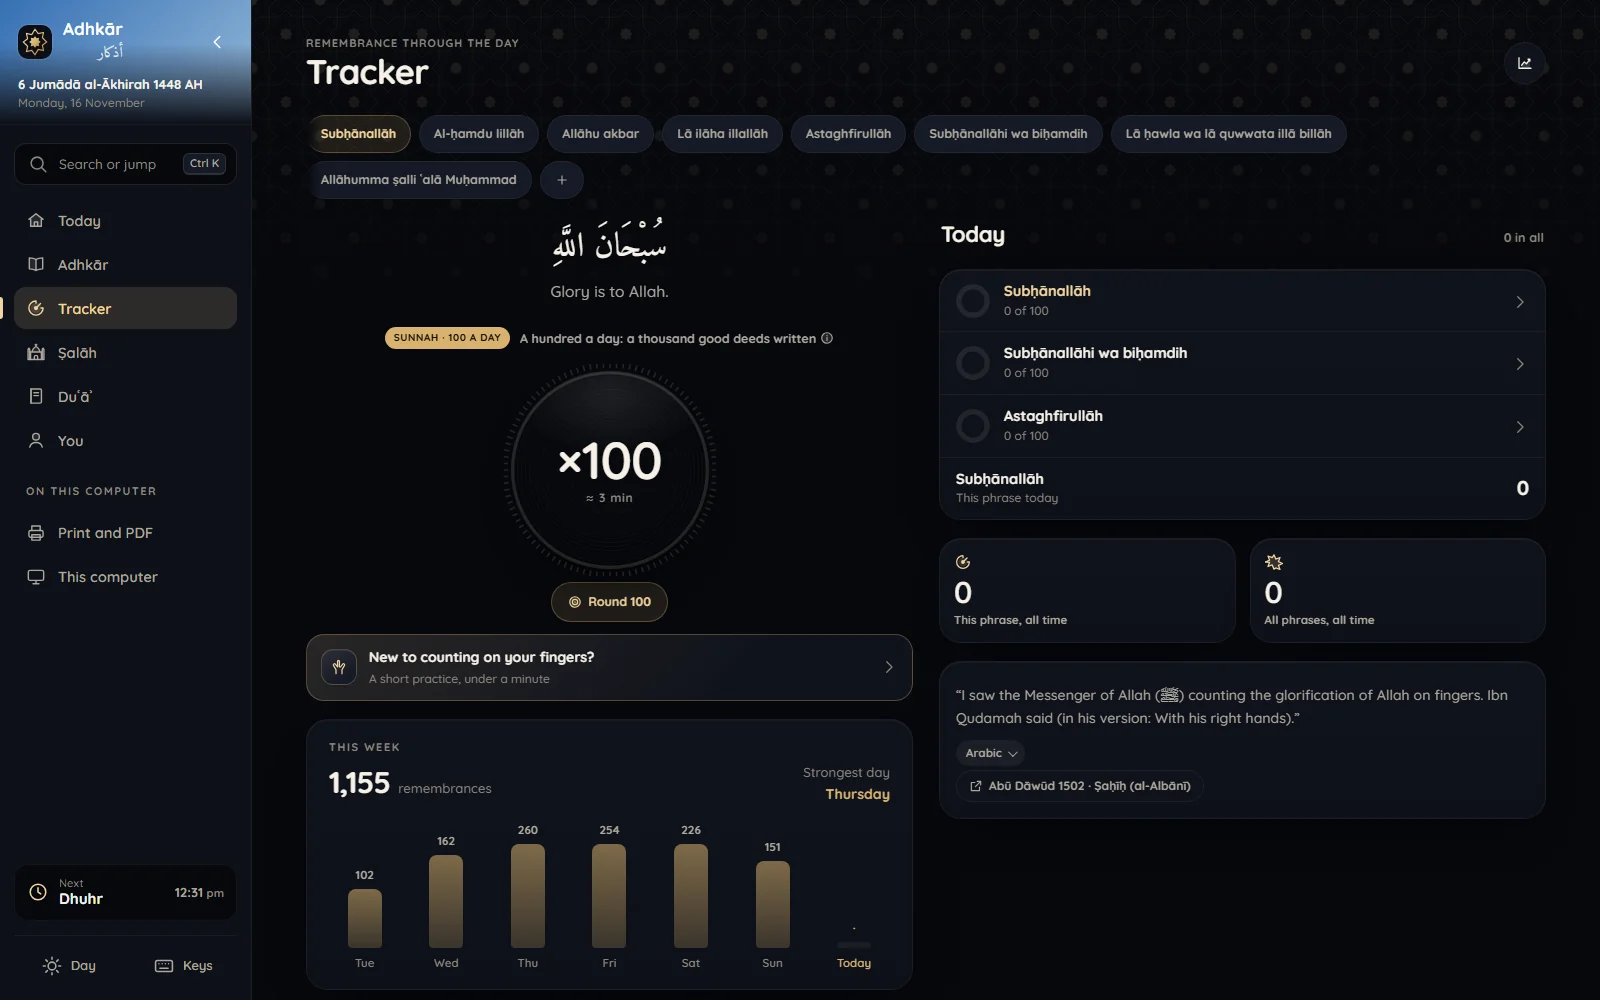 Adhkār
أذكار
6 Jumādā al-Ākhirah 1448 AH
Monday, 16 November
Search or jump
Ctrl K
Today
Adhkār
Tracker
Ṣalāh
Duʿāʾ
You
ON THIS COMPUTER
Print and PDF
This computer
Next
Dhuhr
12:31 pm
Day
Keys
REMEMBRANCE THROUGH THE DAY
Tracker
Subḥānallāh
Al-ḥamdu lillāh
Allāhu akbar
Lā ilāha illallāh
Astaghfirullāh
Subḥānallāhi wa biḥamdih
Lā ḥawla wa lā quwwata illā billāh
Allāhumma ṣalli ʿalā Muḥammad
+
سُبْحَانَ اللَّهِ
Glory is to Allah.
SUNNAH · 100 A DAY
A hundred a day: a thousand good deeds written
×100
≈ 3 min
Round 100
New to counting on your fingers?
A short practice, under a minute
THIS WEEK
1,155 remembrances
Strongest day
Thursday
102
162
260
254
226
151
·
Tue
Wed
Thu
Fri
Sat
Sun
Today
Today
0 in all
Subḥānallāh
0 of 100
Subḥānallāhi wa biḥamdih
0 of 100
Astaghfirullāh
0 of 100
Subḥānallāh
0
This phrase today
0
This phrase, all time
0
All phrases, all time
“I saw the Messenger of Allah (ﷺ) counting the glorification of Allah on fingers. Ibn
Qudamah said (in his version: With his right hands).”
Arabic
Abū Dāwūd 1502 · Ṣaḥīḥ (al-Albānī)